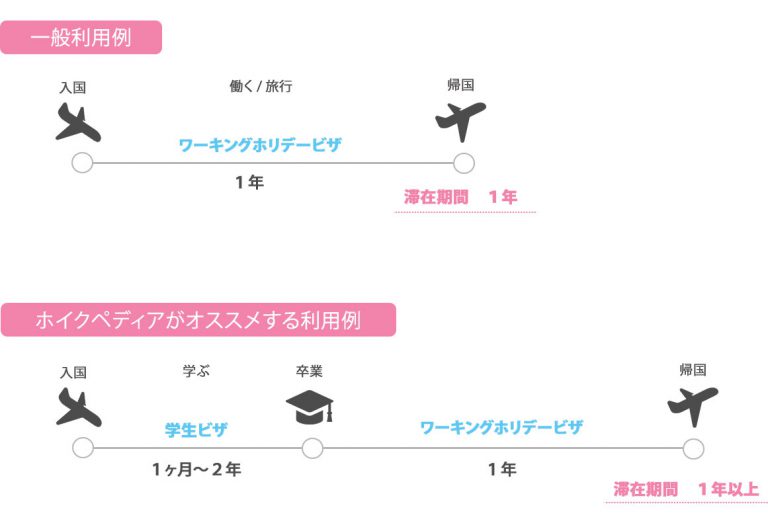 一般利用例
入国
働く / 旅行
帰国
ワーキングホリデービザ
1 年
滞在期間　1 年
ホイクペディアがオススメする利用例
入国
学ぶ
卒業
帰国
学生ビザ
ワーキングホリデービザ
1 ヶ月〜 2 年
1 年
滞在期間　1 年以上